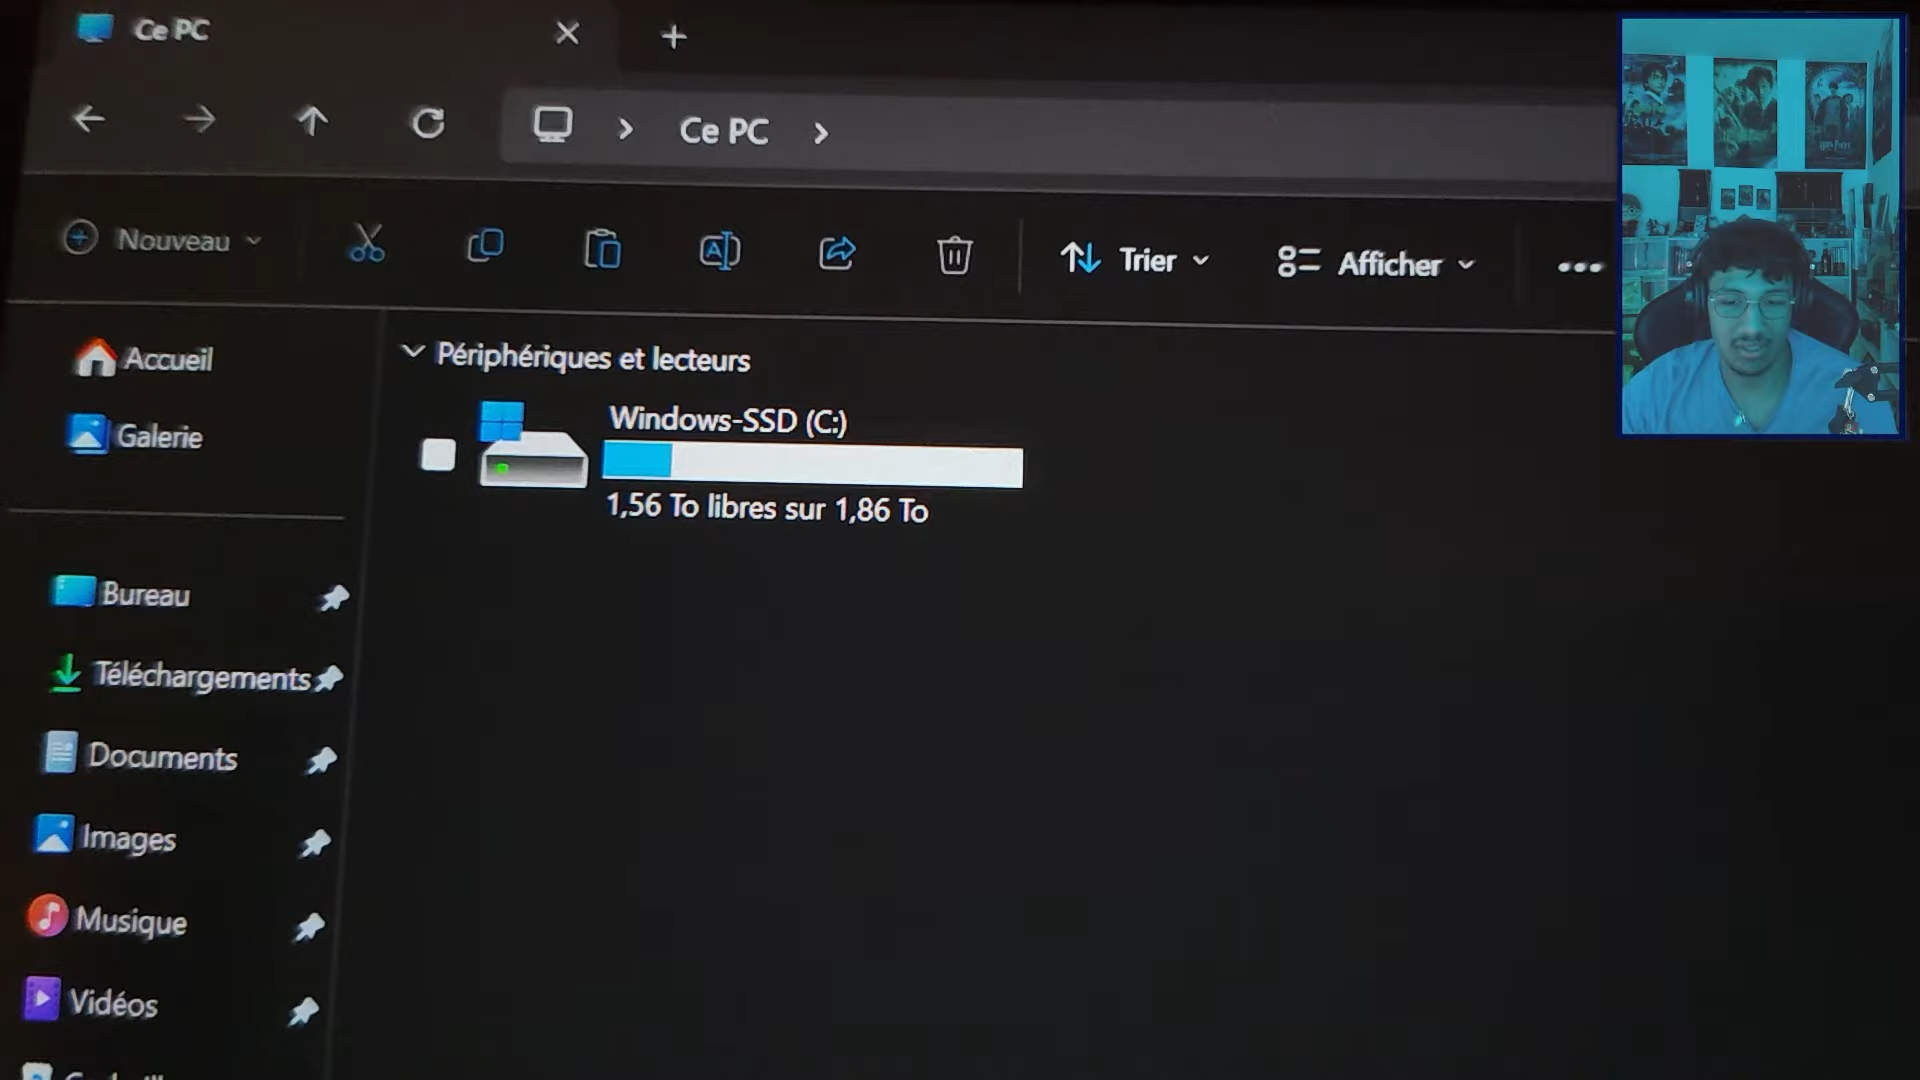 Ce PC
Ce PC
Nouveau
Trier
Afficher
Accueil
Galerie
Périphériques et lecteurs
Windows-SSD (C:)
1,56 To libres sur 1,86 To
Bureau
Téléchargements
Documents
Images
Musique
Vidéos